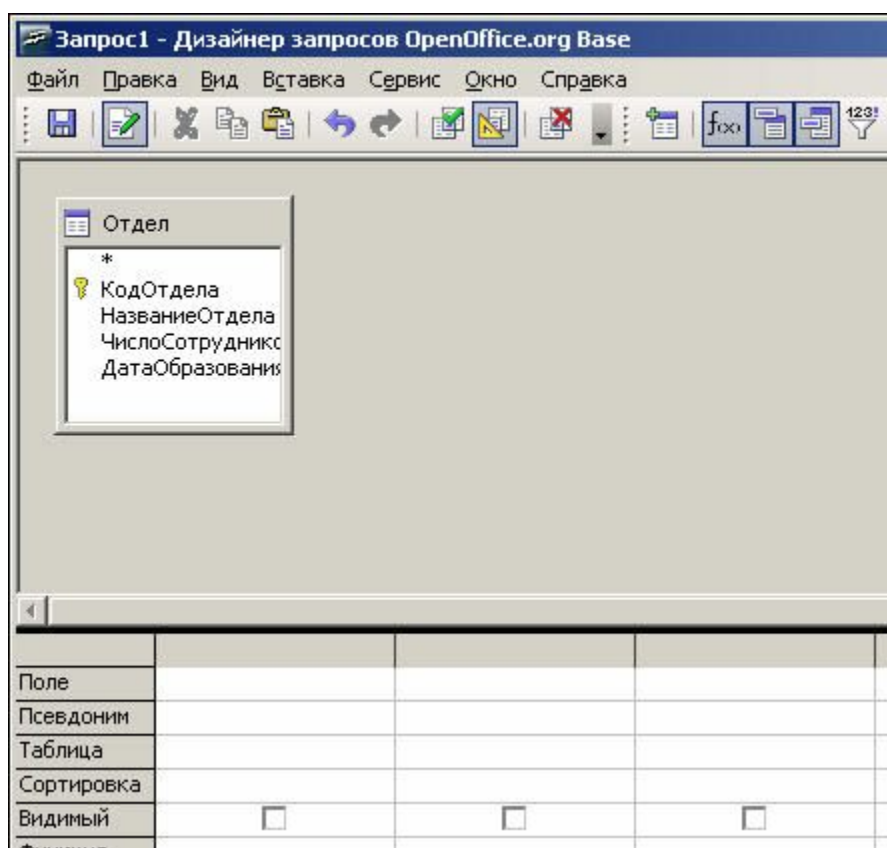 Запрос1 - Дизайнер запросов OpenOffice.org Base
Файл Правка Вид Вставка Сервис Окно Справка
f(x) 123!
Отдел
*
КодОтдела
НазваниеОтдела
ЧислоСотруднико
ДатаОбразования
Поле
Псевдоним
Таблица
Сортировка
Видимый